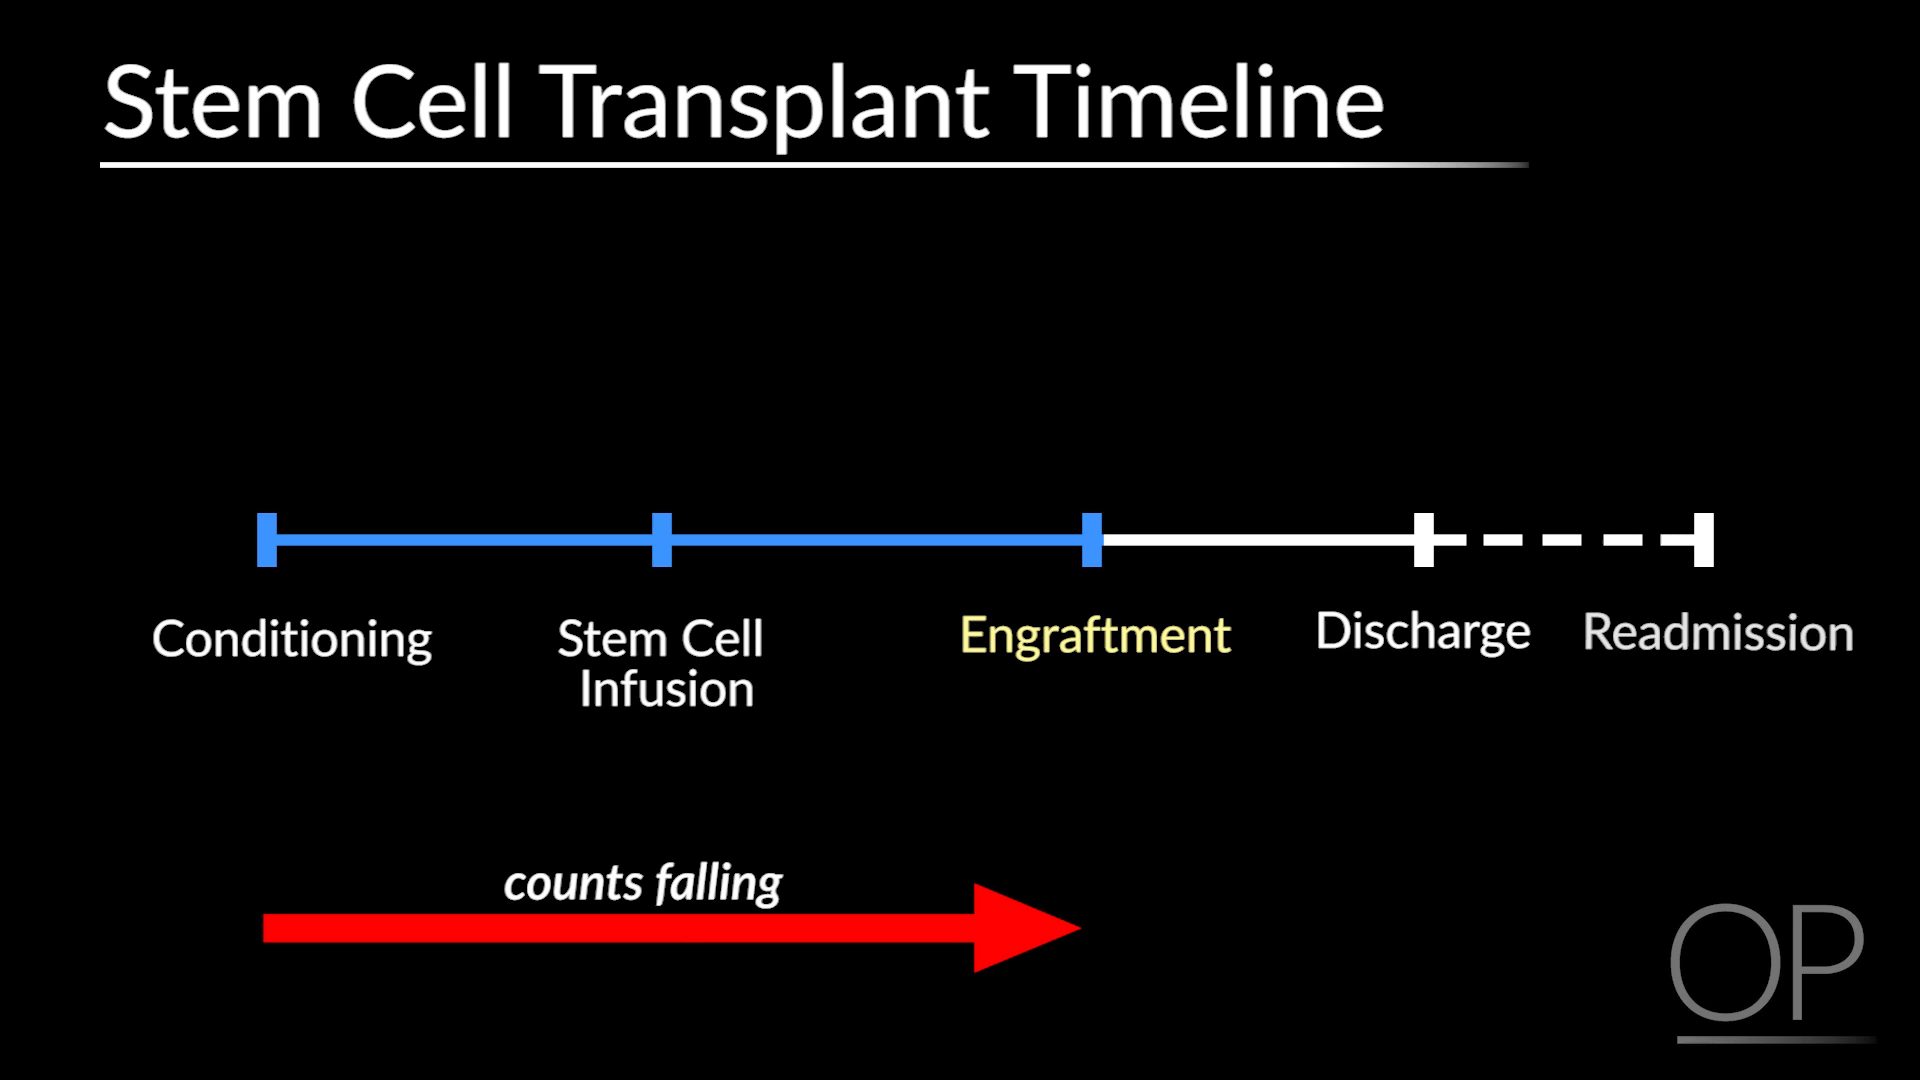 Stem Cell Transplant Timeline
Conditioning
Stem Cell
Infusion
Engraftment
Discharge
Readmission
counts falling
OP